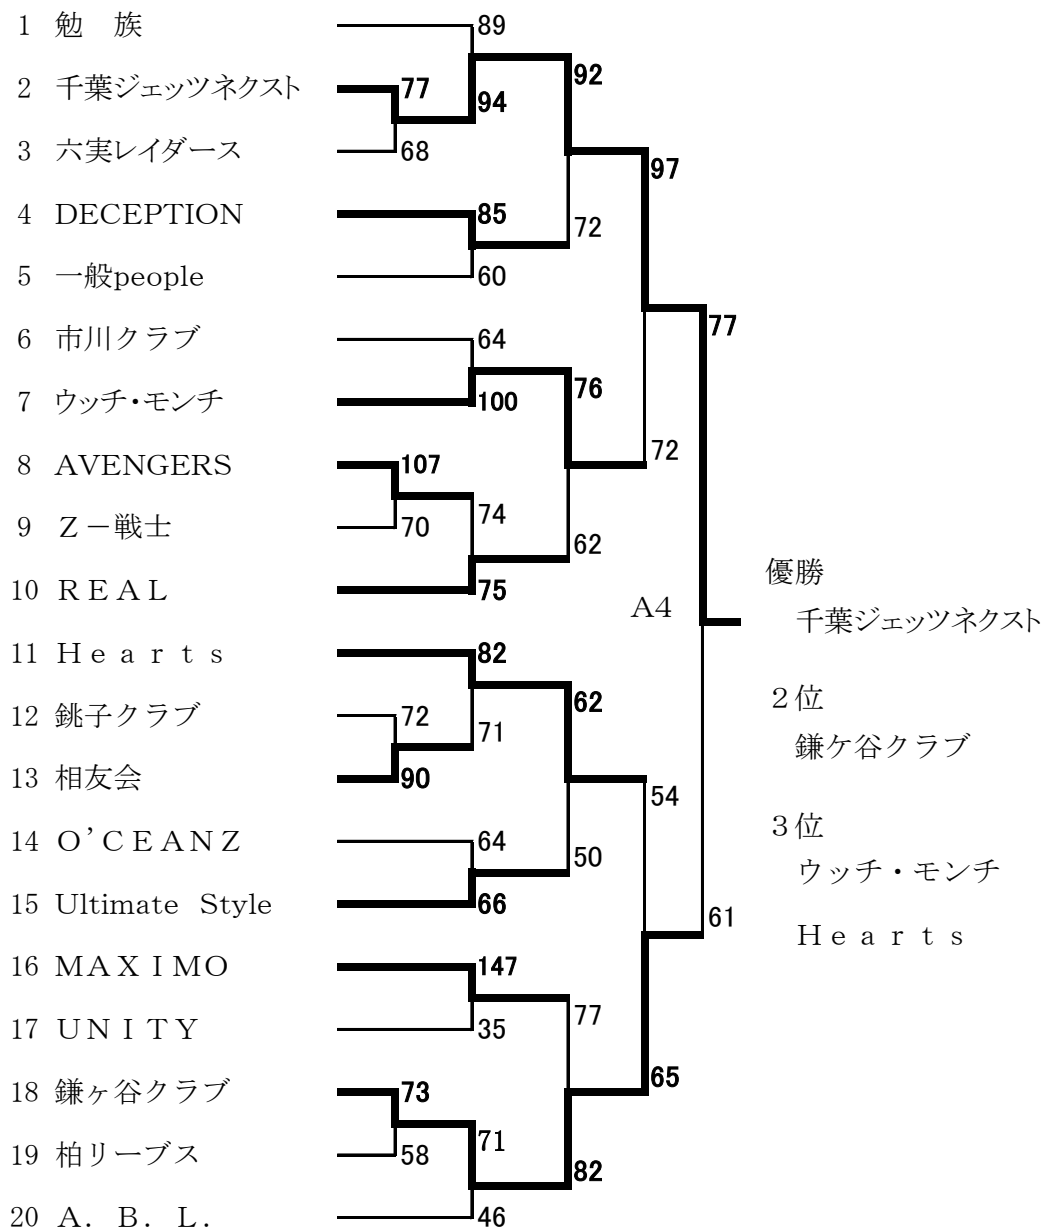 1 勉　族
89
92
2 千葉ジェッツネクスト
77
94
3 六実レイダース
68
97
4 DECEPTION
85
72
5 一般people
60
77
6 市川クラブ
64
76
7 ウッチ・モンチ
100
72
8 AVENGERS
107
74
9 Ｚ－戦士
70
62
10 ＲＥＡＬ
75
A4
優勝
千葉ジェッツネクスト
11 Ｈｅａｒｔｓ
82
62
２位
鎌ケ谷クラブ
12 銚子クラブ
72
71
13 相友会
90
54
３位
ウッチ・モンチ
Ｈｅａｒｔｓ
14 Ｏ’ＣＥＡＮＺ
64
50
15 Ultimate Style
66
61
16 ＭＡＸＩＭＯ
147
77
17 ＵＮＩＴＹ
35
65
18 鎌ヶ谷クラブ
73
71
19 柏リーブス
58
82
20 Ａ．Ｂ．Ｌ．
46